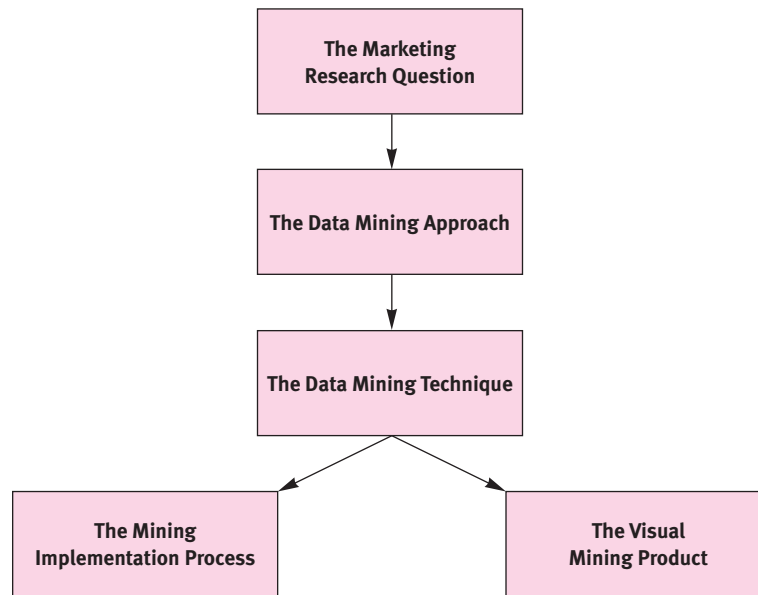 The Marketing
Research Question
The Data Mining Approach
The Data Mining Technique
The Mining
Implementation Process
The Visual
Mining Product